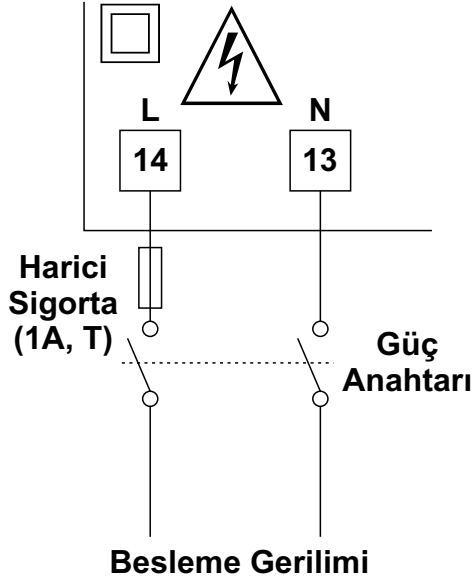 L
N
14
13
Harici
Sigorta
(1A, T)
Güç
Anahtarı
Besleme Gerilimi